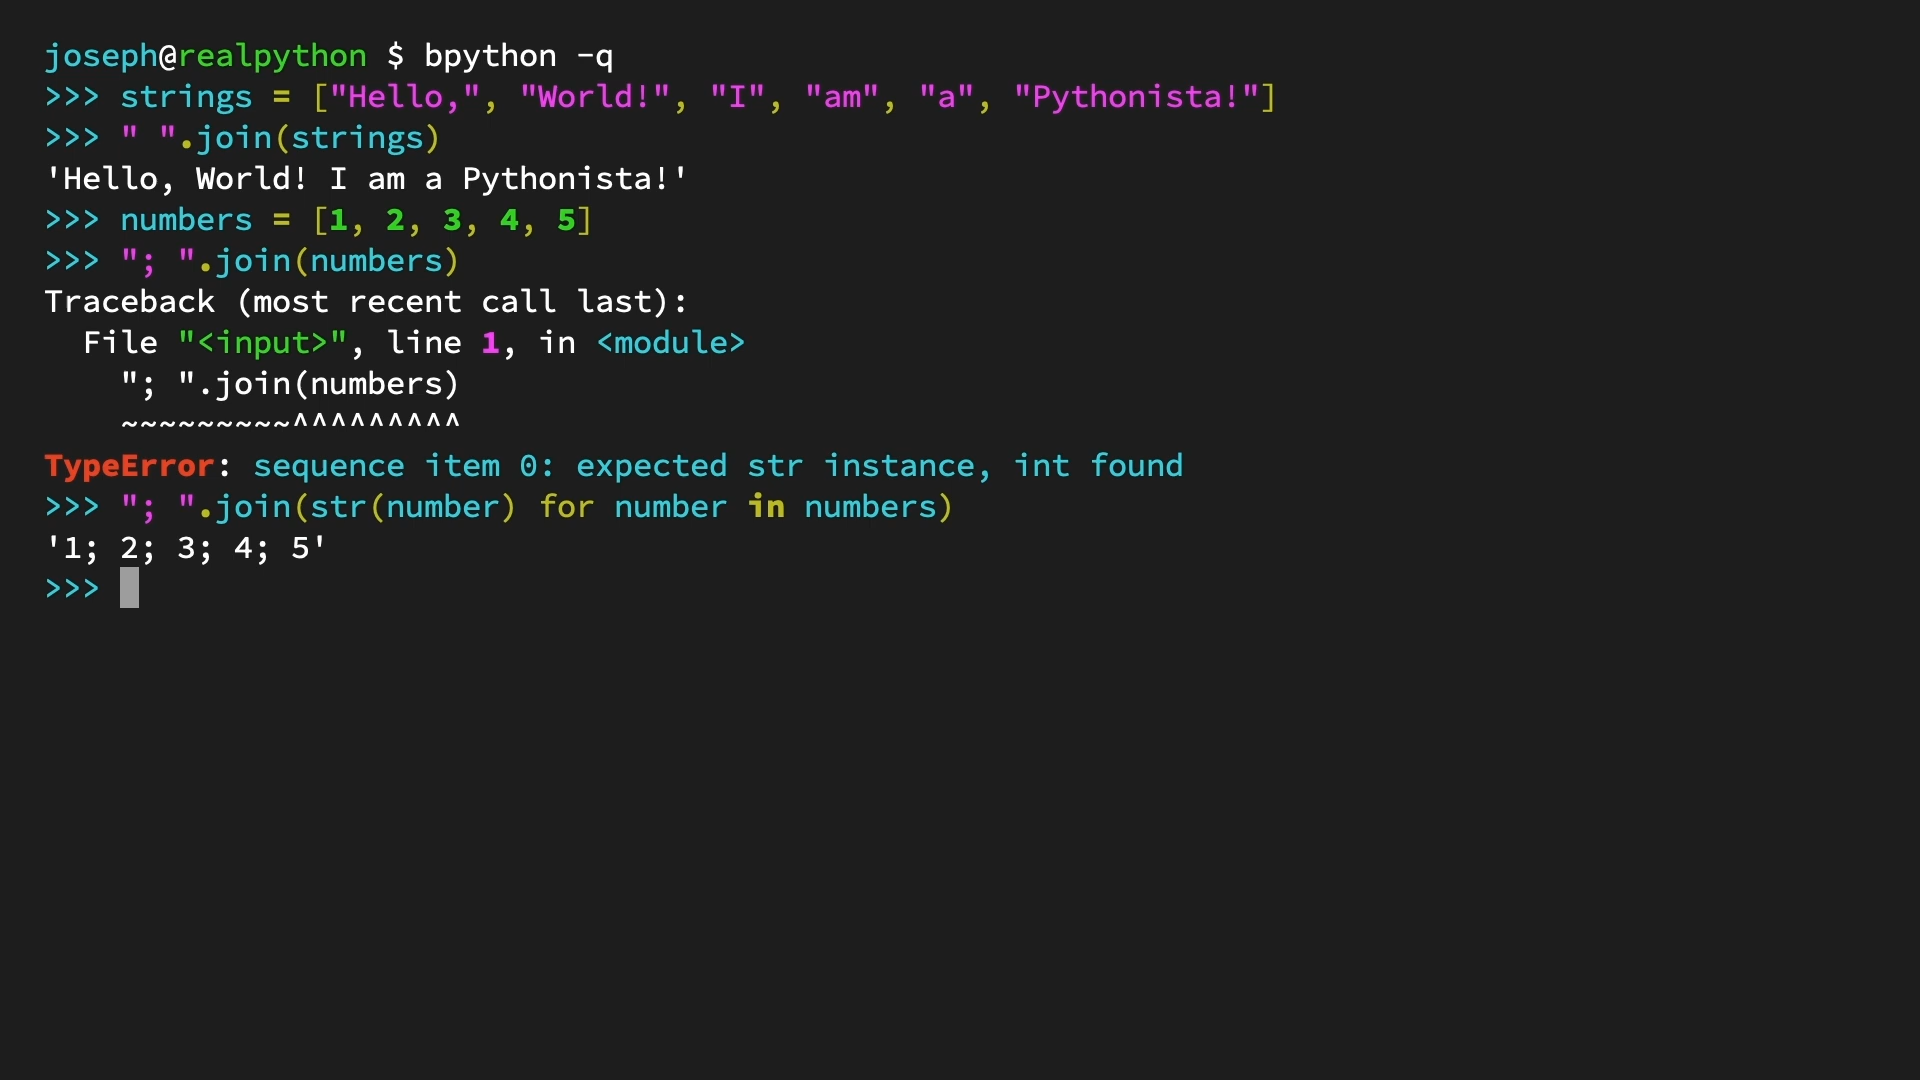 joseph@realpython $ bpython -q
>>> strings = ["Hello,", "World!", "I", "am", "a", "Pythonista!"]
>>> " ".join(strings)
'Hello, World! I am a Pythonista!'
>>> numbers = [1, 2, 3, 4, 5]
>>> "; ".join(numbers)
Traceback (most recent call last):
  File "<input>", line 1, in <module>
    "; ".join(numbers)
    ~~~~~~~~~^^^^^^^^^
TypeError: sequence item 0: expected str instance, int found
>>> "; ".join(str(number) for number in numbers)
'1; 2; 3; 4; 5'
>>>